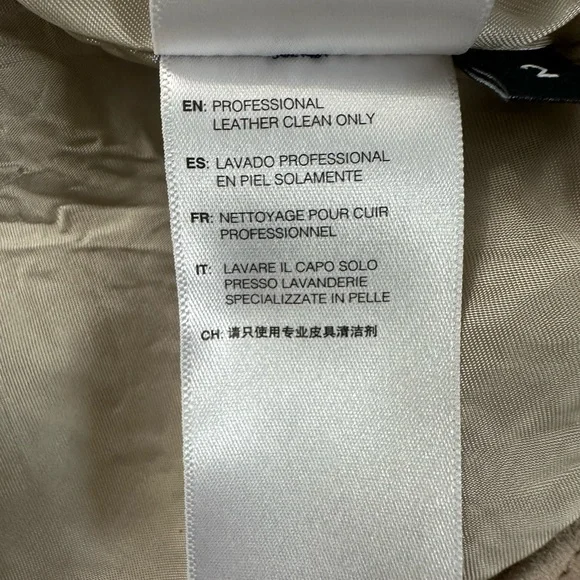 2
EN: PROFESSIONAL
LEATHER CLEAN ONLY
ES: LAVADO PROFESSIONAL
EN PIEL SOLAMENTE
FR: NETTOYAGE POUR CUIR
PROFESSIONNEL
IT: LAVARE IL CAPO SOLO
PRESSO LAVANDERIE
SPECIALIZZATE IN PELLE
CH: 请只使用专业皮具清洁剂